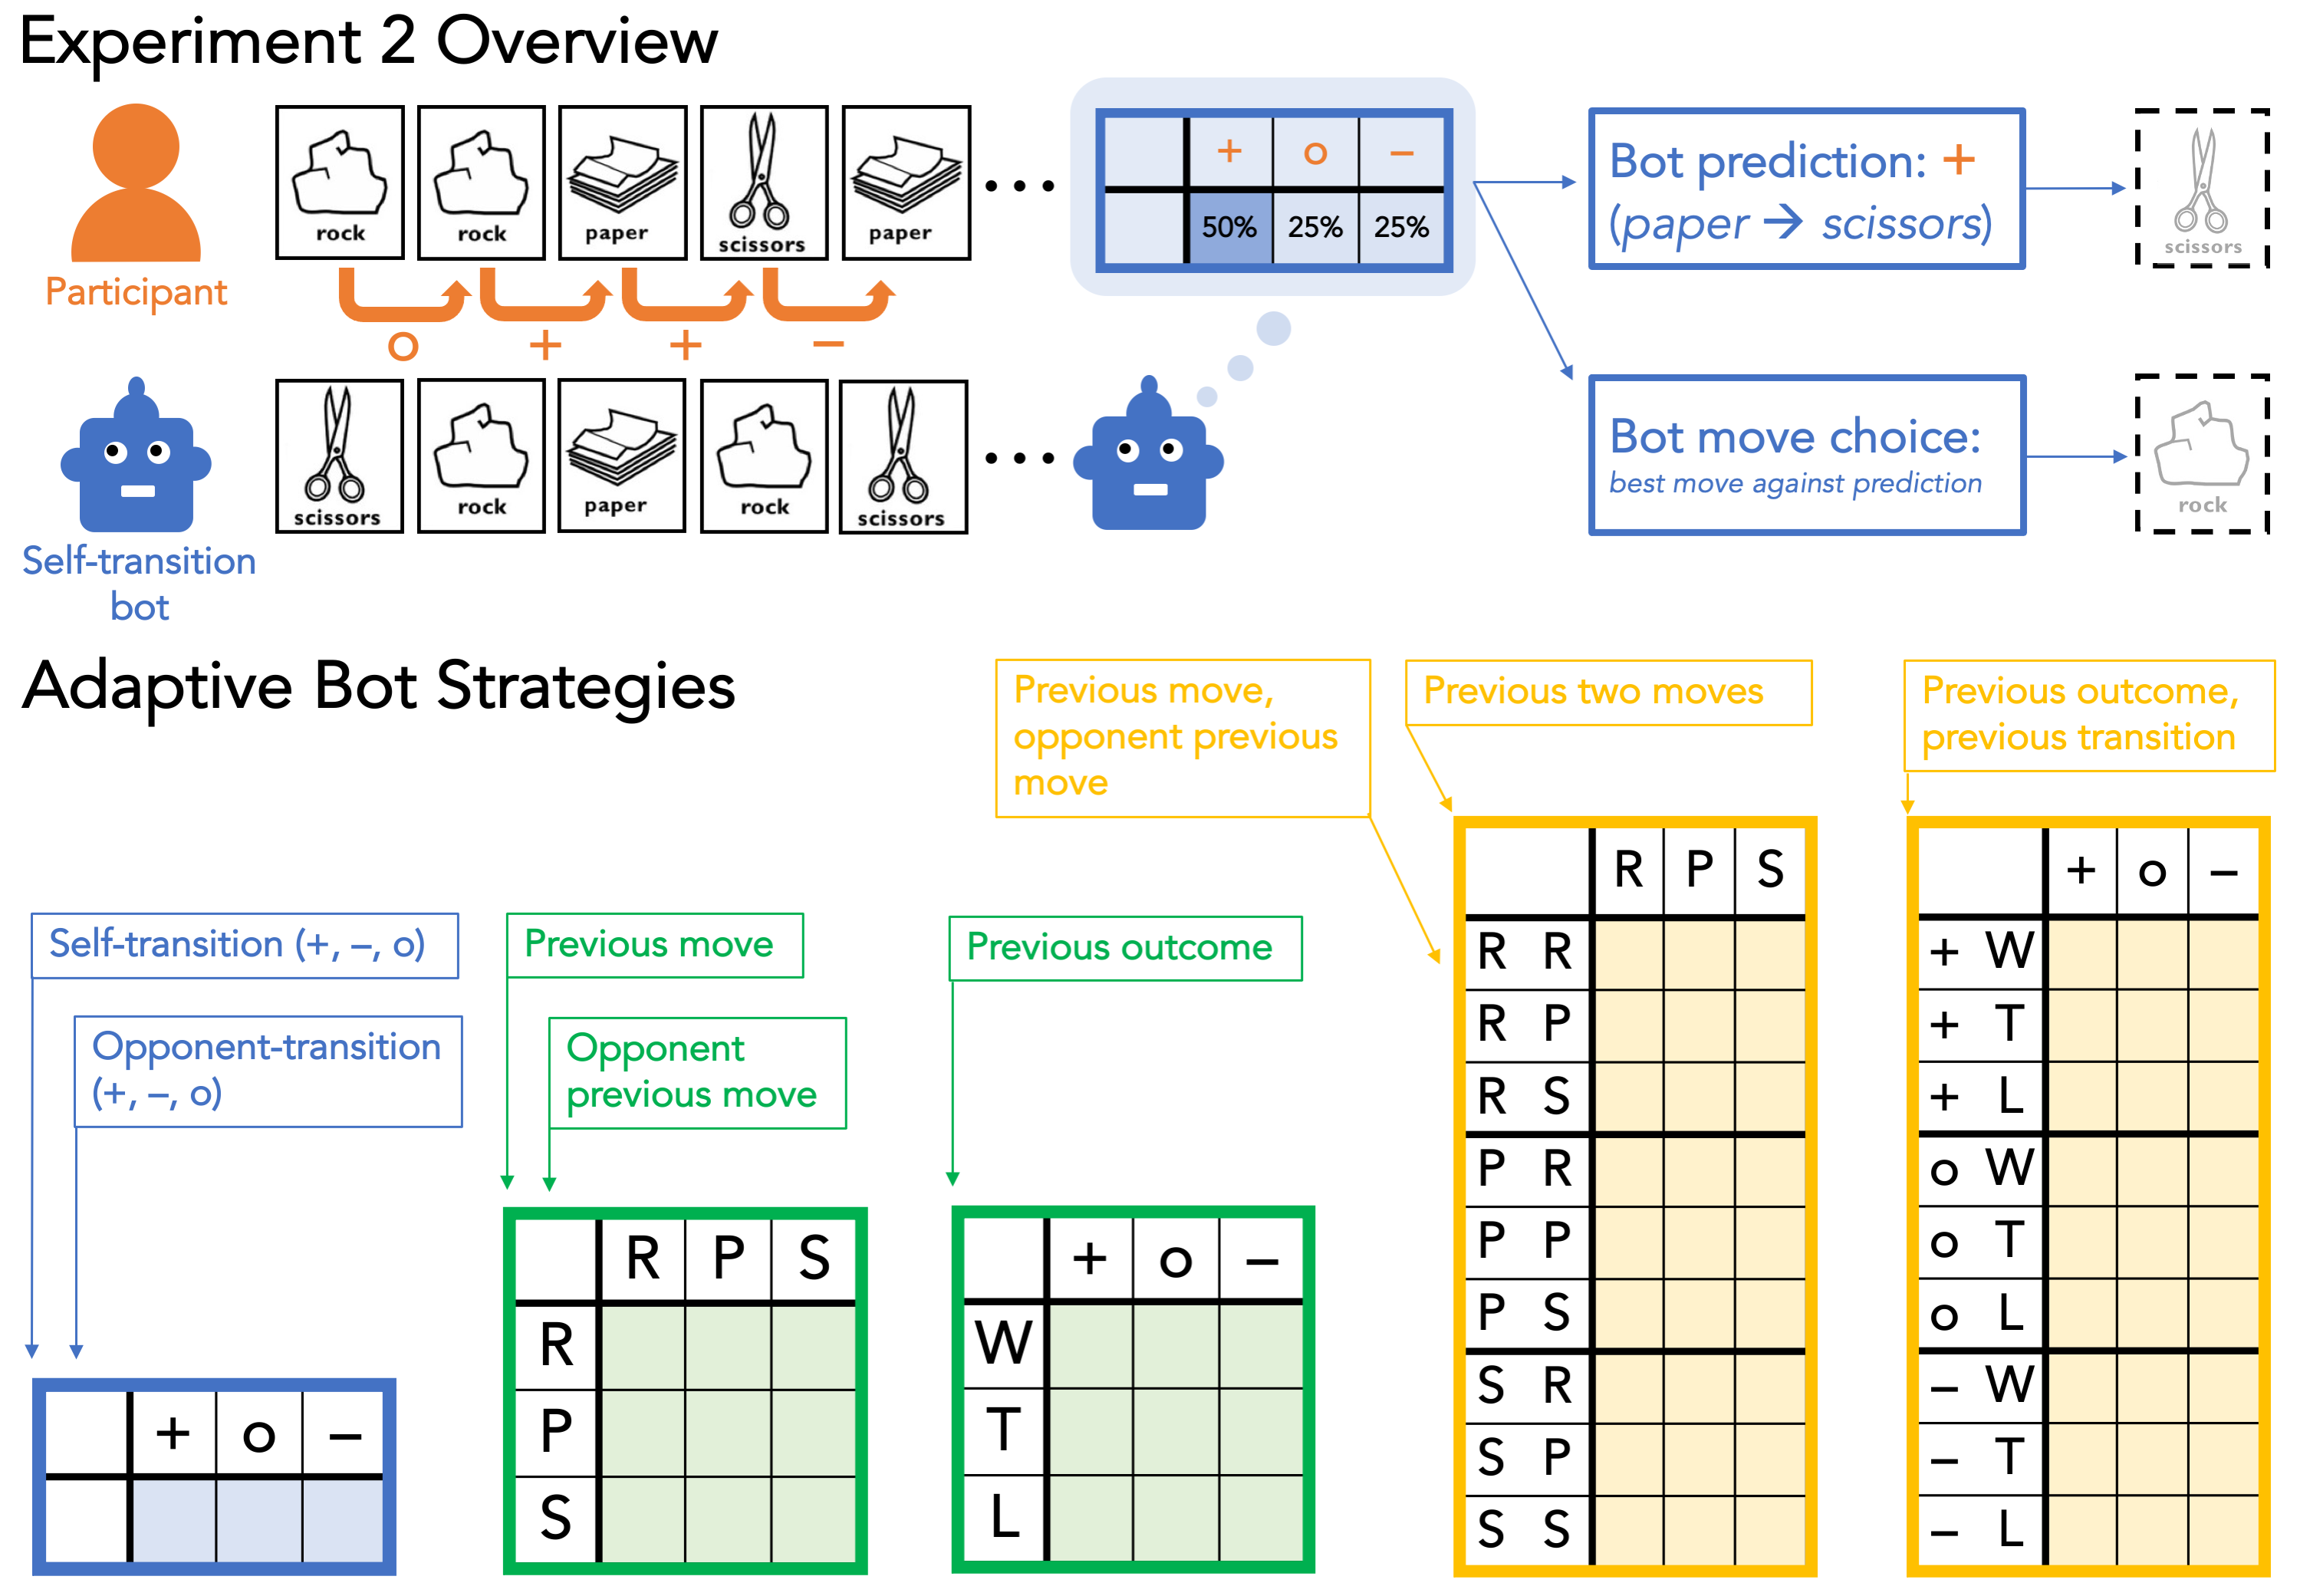 Experiment 2 Overview
rock
rock
paper
scissors
paper
+ o −
50% 25% 25%
Bot prediction: +
(paper → scissors)
scissors
Participant
o + + −
scissors
rock
paper
rock
scissors
Bot move choice:
best move against prediction
rock
Self-transition
bot
Adaptive Bot Strategies
Previous move,
opponent previous
move
Previous two moves
Previous outcome,
previous transition
Self-transition (+, −, o)
Opponent-transition
(+, −, o)
Previous move
Opponent
previous move
Previous outcome
+ o −
R P S
R
P
S
+ o −
W
T
L
R P S
R R
R P
R S
P R
P P
P S
S R
S P
S S
+ o −
+ W
+ T
+ L
o W
o T
o L
− W
− T
− L